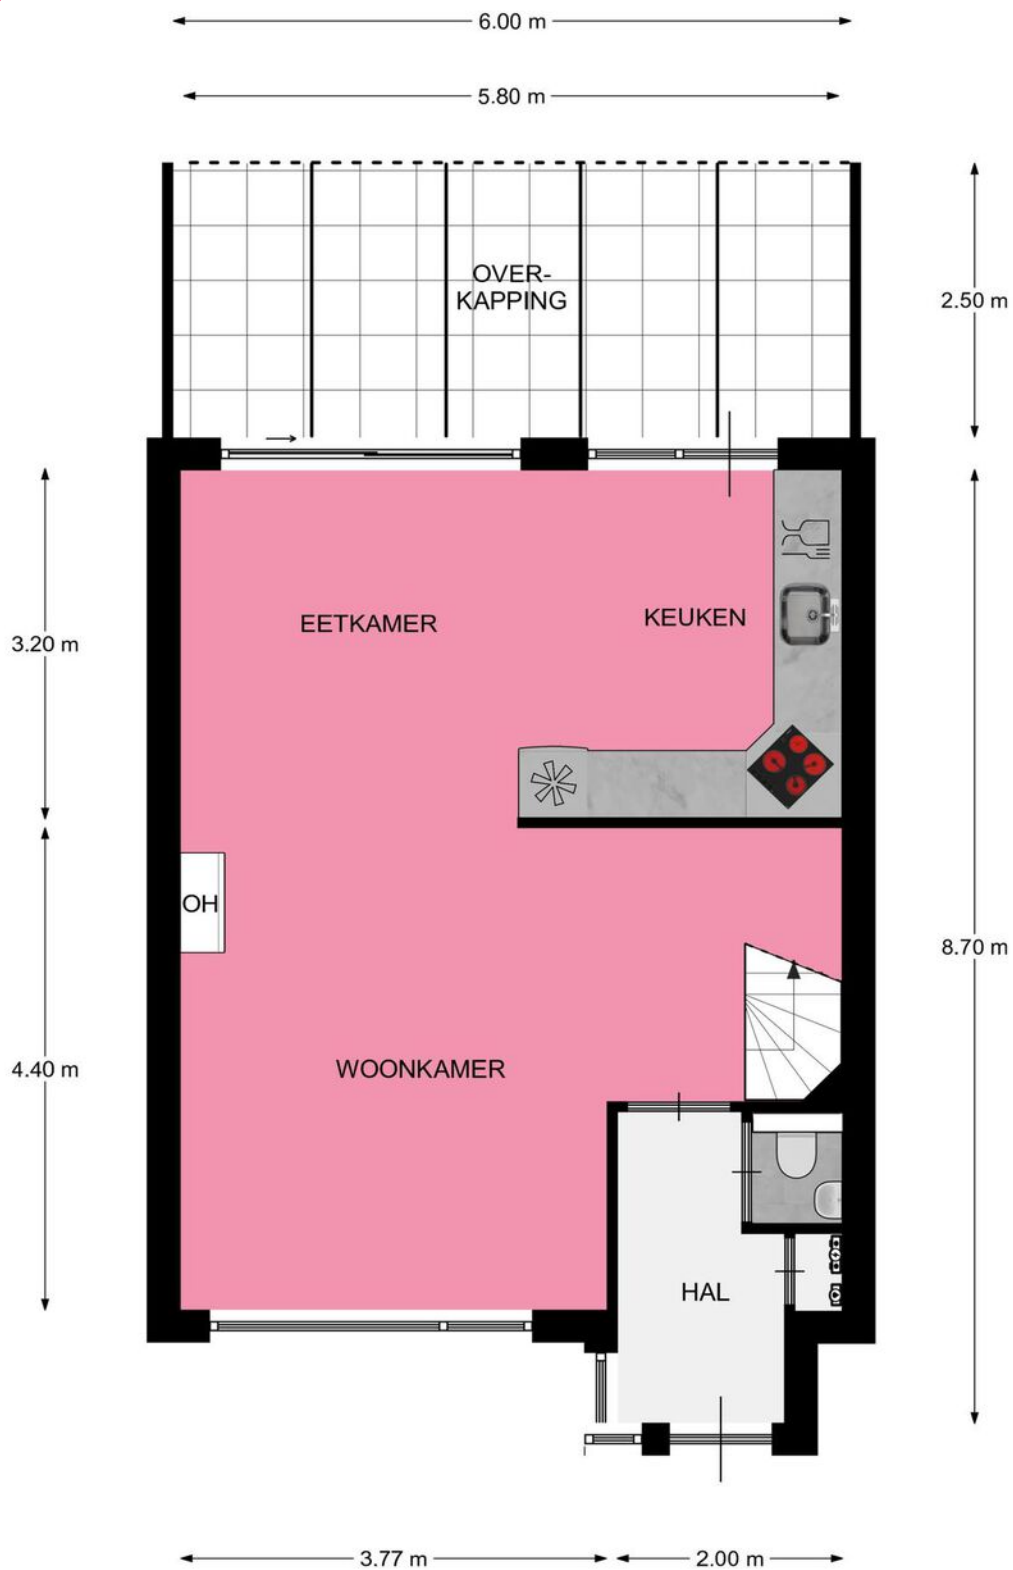 6.00 m
5.80 m
OVER-
KAPPING
2.50 m
EETKAMER
KEUKEN
3.20 m
OH
8.70 m
WOONKAMER
4.40 m
HAL
3.77 m
2.00 m